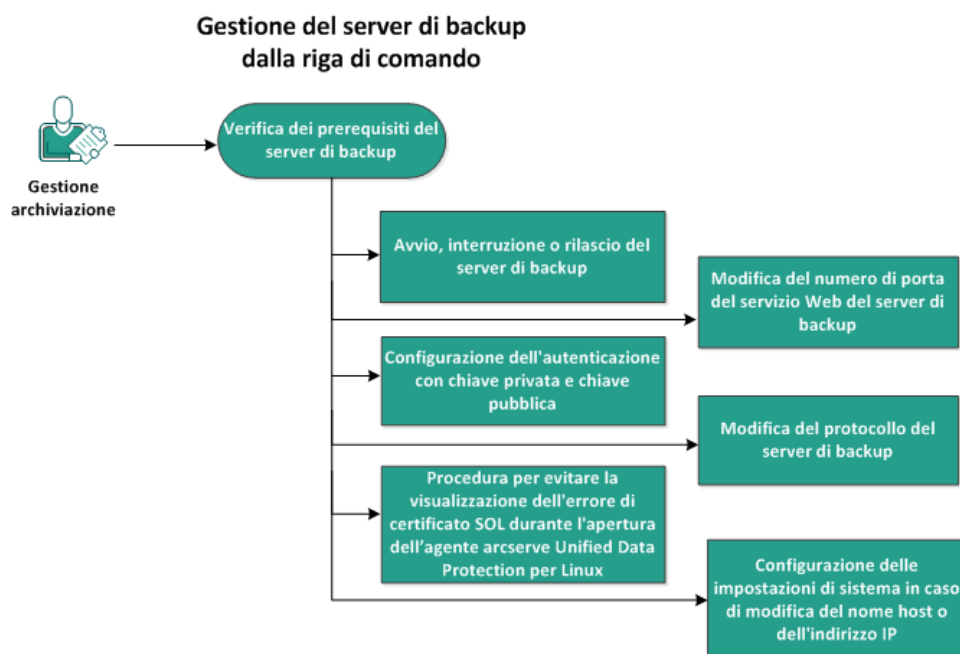 Gestione del server di backup
dalla riga di comando
Verifica dei prerequisiti del
server di backup
Gestione
archiviazione
Avvio, interruzione o rilascio del
server di backup
Modifica del numero di porta
del servizio Web del server di
backup
Configurazione dell'autenticazione
con chiave privata e chiave
pubblica
Modifica del protocollo del
server di backup
Procedura per evitare la
visualizzazione dell'errore di
certificato SOL durante l'apertura
dell’agente arcserve Unified Data
Protection per Linux
Configurazione delle
impostazioni di sistema in caso
di modifica del nome host o
dell'indirizzo IP